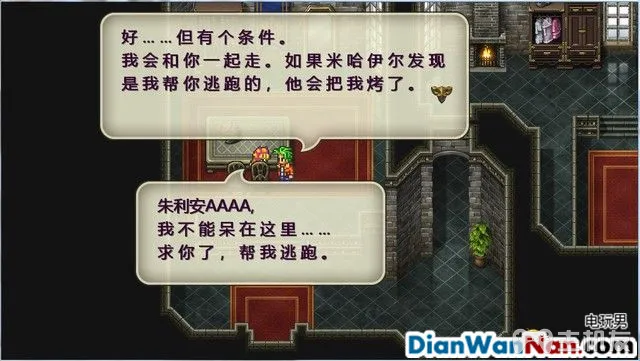 好……但有个条件。
我会和你一起走。如果米哈伊尔发现
是我帮你逃跑的，他会把我烤了。
朱利安AAAA，
我不能呆在这里……
求你了，帮我逃跑。
电玩男
DianWanNan.com